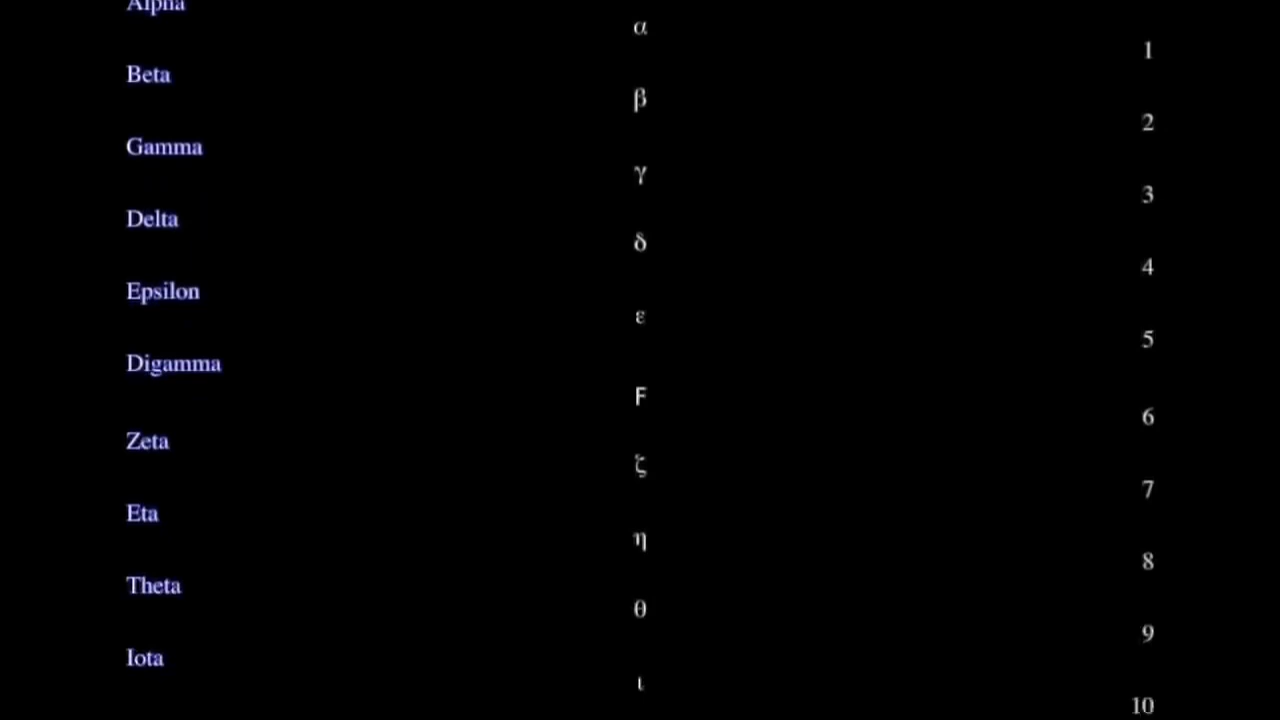 Alpha
α
1
Beta
β
2
Gamma
γ
3
Delta
δ
4
Epsilon
ε
5
Digamma
F
6
Zeta
ζ
7
Eta
η
8
Theta
θ
9
Iota
ι
10